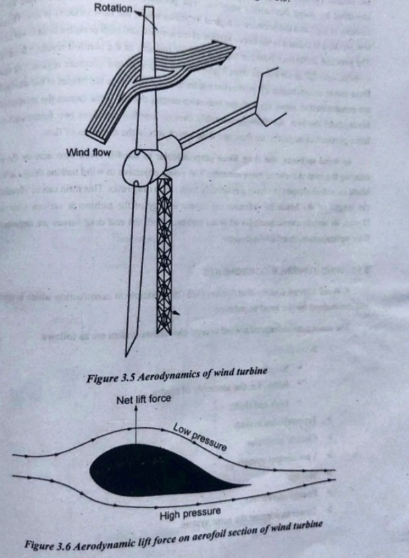 Rotation
Wind flow
Figure 3.5 Aerodynamics of wind turbine
Net lift force
Low pressure
High pressure
Figure 3.6 Aerodynamic lift force on aerofoil section of wind turbine